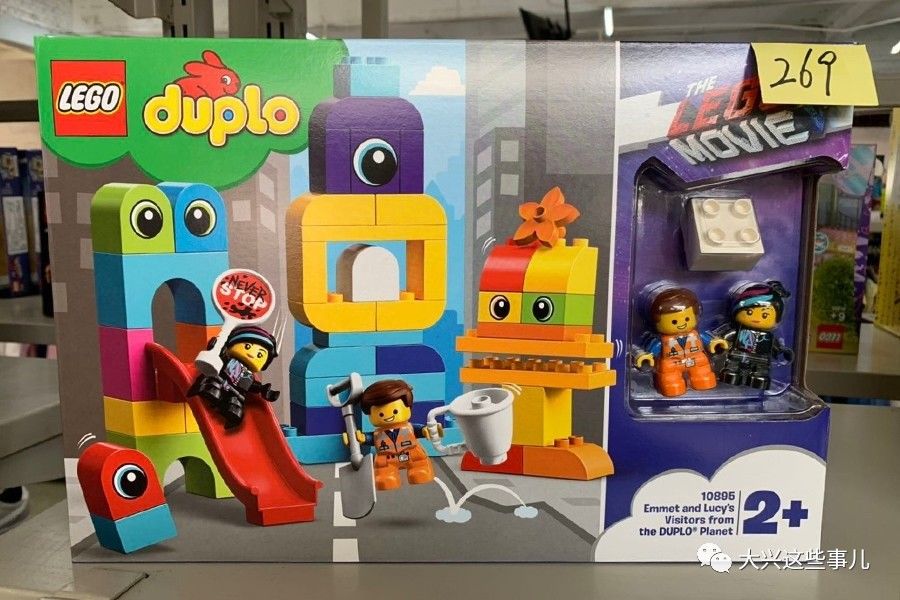 LEGO
duplo
269
THE
LEGO
MOVIE
NEVER
STOP
10895
Emmet and Lucy's
Visitors from
the DUPLO® Planet
2+
大兴这些事儿